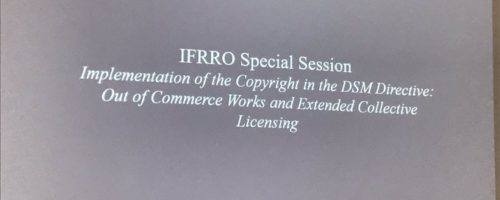 IFRRO Special Session
Implementation of the Copyright in the DSM Directive:
Out of Commerce Works and Extended Collective
Licensing